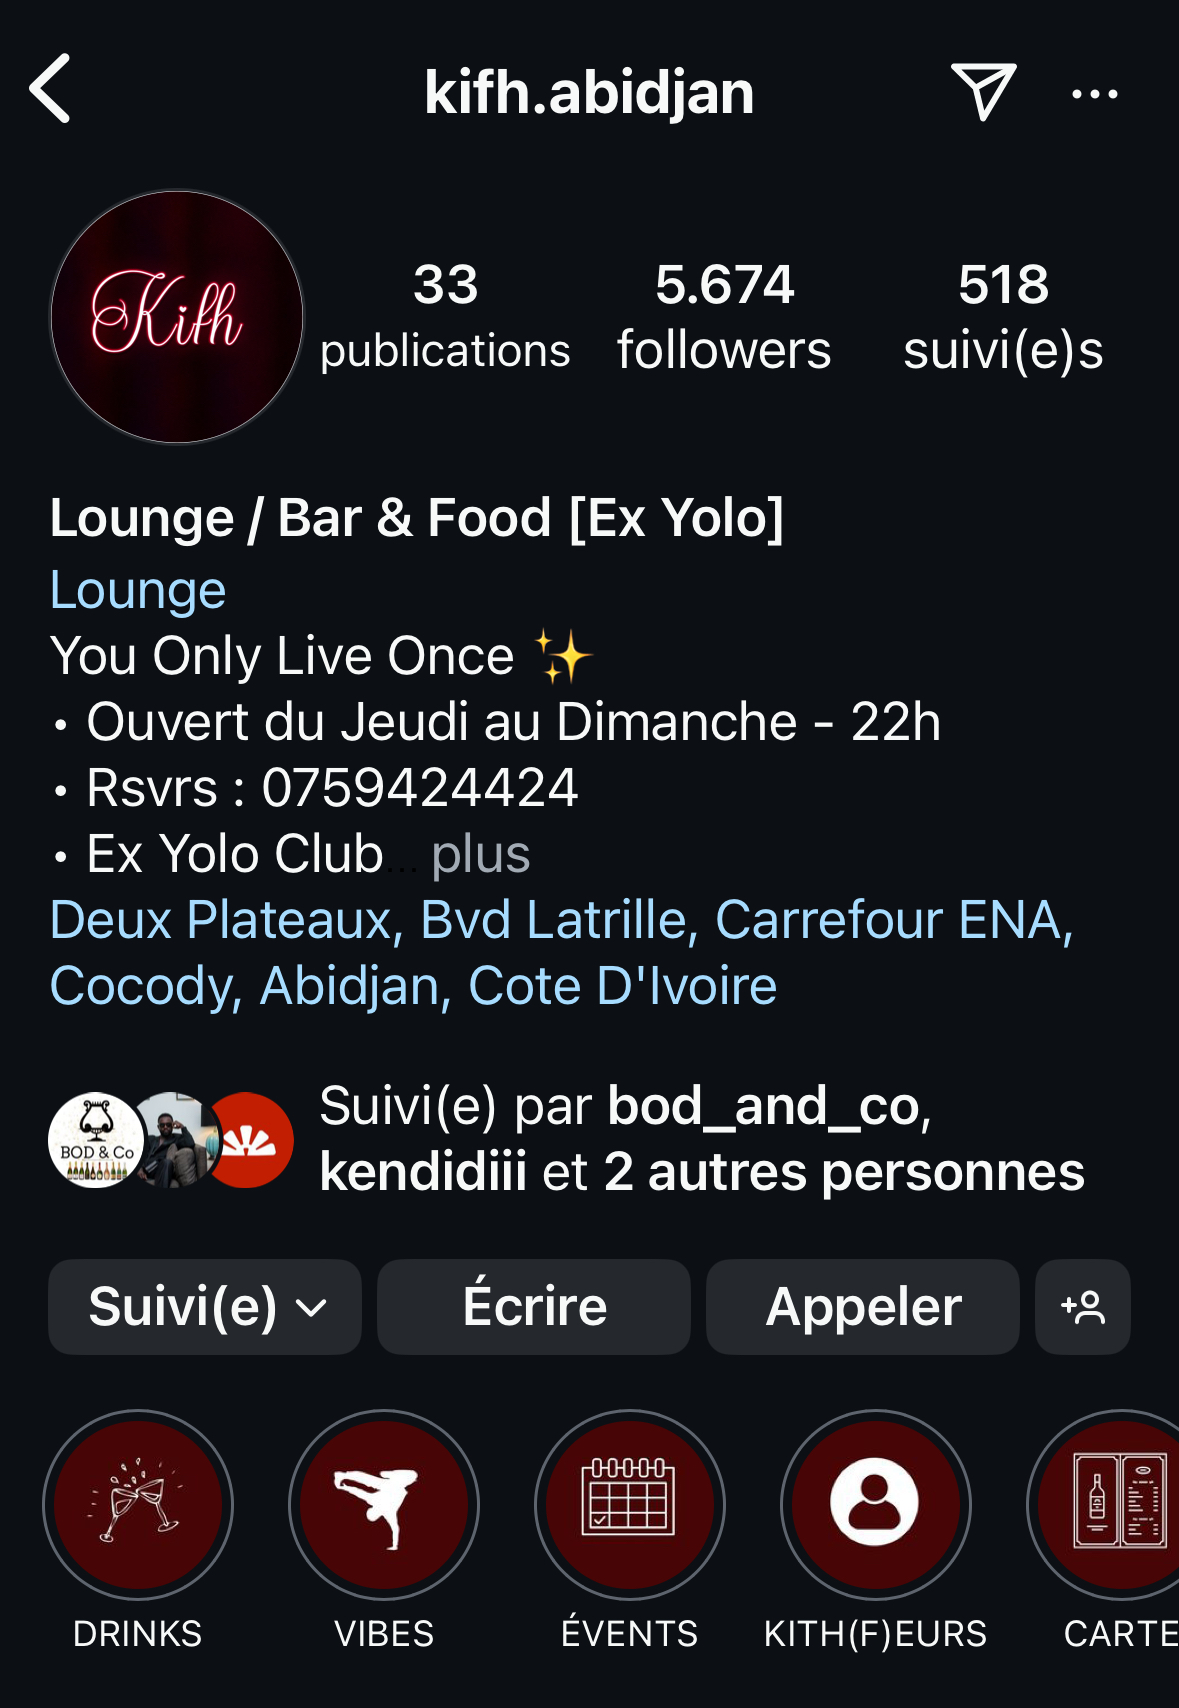 kifh.abidjan
Kifh
33
publications
5.674
followers
518
suivi(e)s
Lounge / Bar & Food [Ex Yolo]
Lounge
You Only Live Once ✨
• Ouvert du Jeudi au Dimanche - 22h
• Rsvrs : 0759424424
• Ex Yolo Club... plus
Deux Plateaux, Bvd Latrille, Carrefour ENA,
Cocody, Abidjan, Cote D'Ivoire
BOD & Co
Suivi(e) par bod_and_co,
kendidiii et 2 autres personnes
Suivi(e)
Écrire
Appeler
DRINKS
VIBES
ÉVENTS
KITH(F)EURS
CARTE